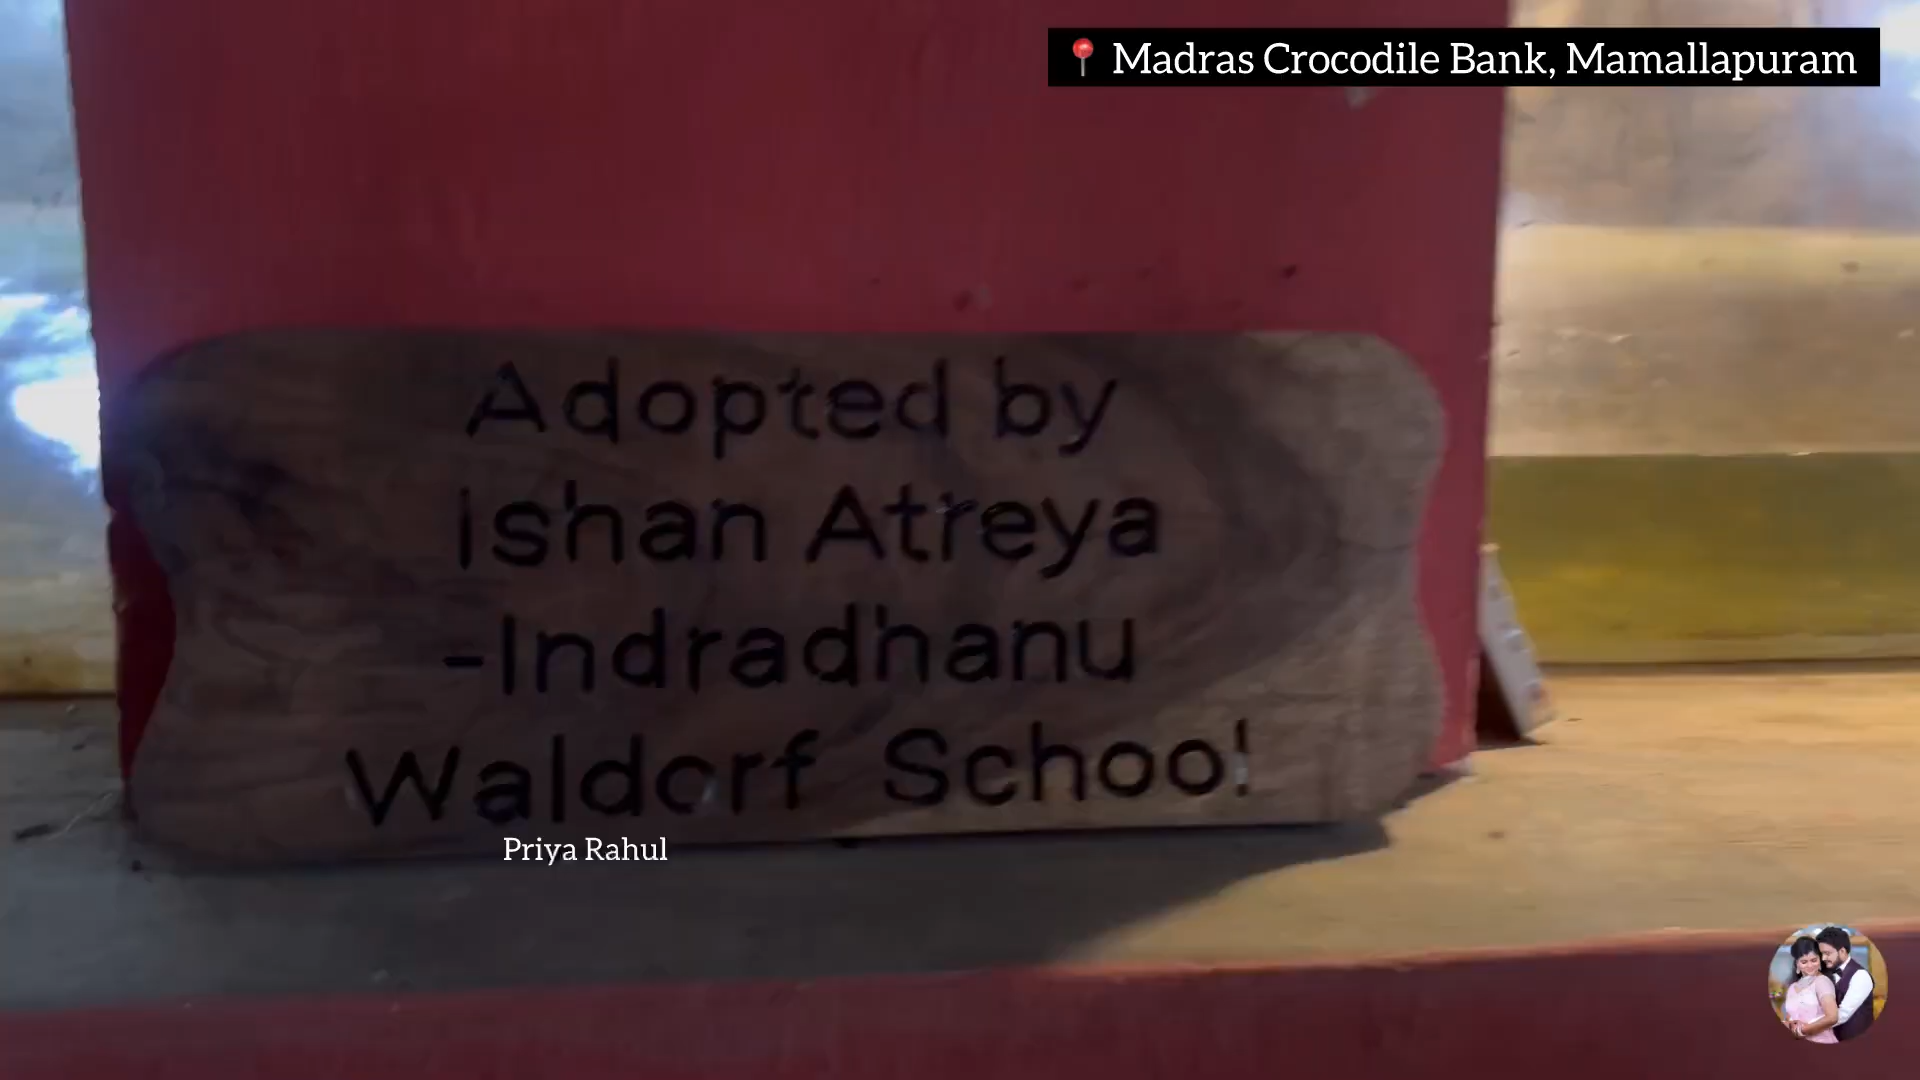 📍 Madras Crocodile Bank, Mamallapuram
Adopted by
Ishan Atreya
-Indradhanu
Waldorf School
Priya Rahul